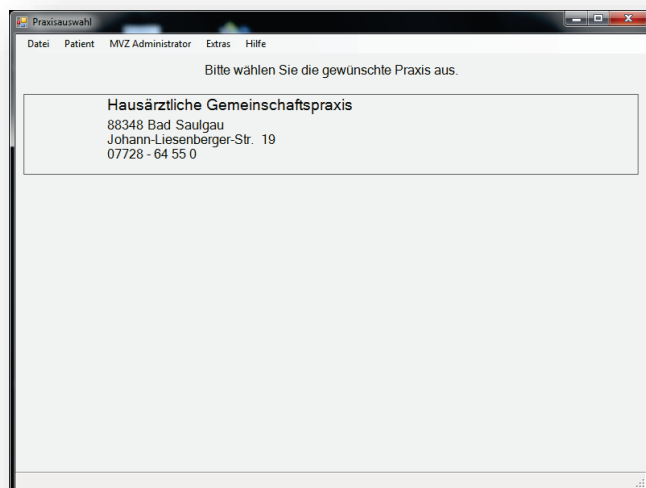 Praxisauswahl
Datei Patient MVZ Administrator Extras Hilfe
Bitte wählen Sie die gewünschte Praxis aus.
Hausärztliche Gemeinschaftspraxis
88348 Bad Saulgau
Johann-Liesenberger-Str. 19
07728 - 64 55 0